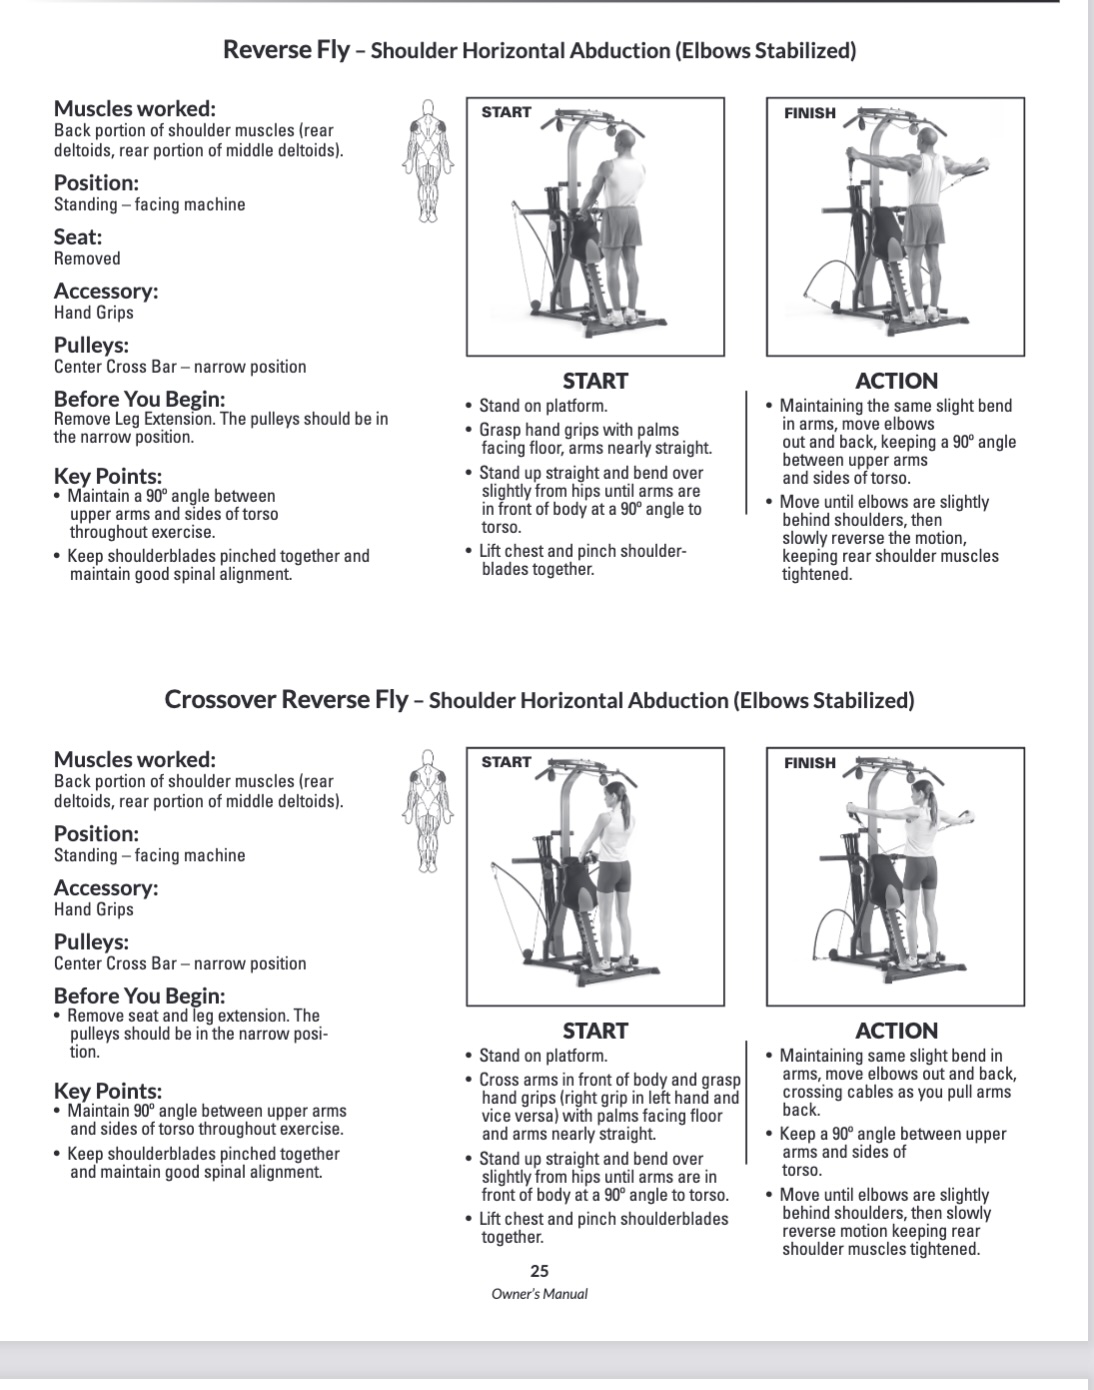 Reverse Fly – Shoulder Horizontal Abduction (Elbows Stabilized)
Muscles worked:
Back portion of shoulder muscles (rear
deltoids, rear portion of middle deltoids).
Position:
Standing – facing machine
Seat:
Removed
Accessory:
Hand Grips
Pulleys:
Center Cross Bar – narrow position
Before You Begin:
Remove Leg Extension. The pulleys should be in
the narrow position.
Key Points:
• Maintain a 90º angle between
upper arms and sides of torso
throughout exercise.
• Keep shoulderblades pinched together and
maintain good spinal alignment.
START
START
• Stand on platform.
• Grasp hand grips with palms
facing floor, arms nearly straight.
• Stand up straight and bend over
slightly from hips until arms are
in front of body at a 90º angle to
torso.
• Lift chest and pinch shoulder-
blades together.
FINISH
ACTION
• Maintaining the same slight bend
in arms, move elbows
out and back, keeping a 90º angle
between upper arms
and sides of torso.
• Move until elbows are slightly
behind shoulders, then
slowly reverse the motion,
keeping rear shoulder muscles
tightened.
Crossover Reverse Fly – Shoulder Horizontal Abduction (Elbows Stabilized)
Muscles worked:
Back portion of shoulder muscles (rear
deltoids, rear portion of middle deltoids).
Position:
Standing – facing machine
Accessory:
Hand Grips
Pulleys:
Center Cross Bar – narrow position
Before You Begin:
• Remove seat and leg extension. The
pulleys should be in the narrow posi-
tion.
Key Points:
• Maintain 90º angle between upper arms
and sides of torso throughout exercise.
• Keep shoulderblades pinched together
and maintain good spinal alignment.
START
START
• Stand on platform.
• Cross arms in front of body and grasp
hand grips (right grip in left hand and
vice versa) with palms facing floor
and arms nearly straight.
• Stand up straight and bend over
slightly from hips until arms are in
front of body at a 90º angle to torso.
• Lift chest and pinch shoulderblades
together.
FINISH
ACTION
• Maintaining same slight bend in
arms, move elbows out and back,
crossing cables as you pull arms
back.
• Keep a 90º angle between upper
arms and sides of
torso.
• Move until elbows are slightly
behind shoulders, then slowly
reverse motion keeping rear
shoulder muscles tightened.
25
Owner's Manual